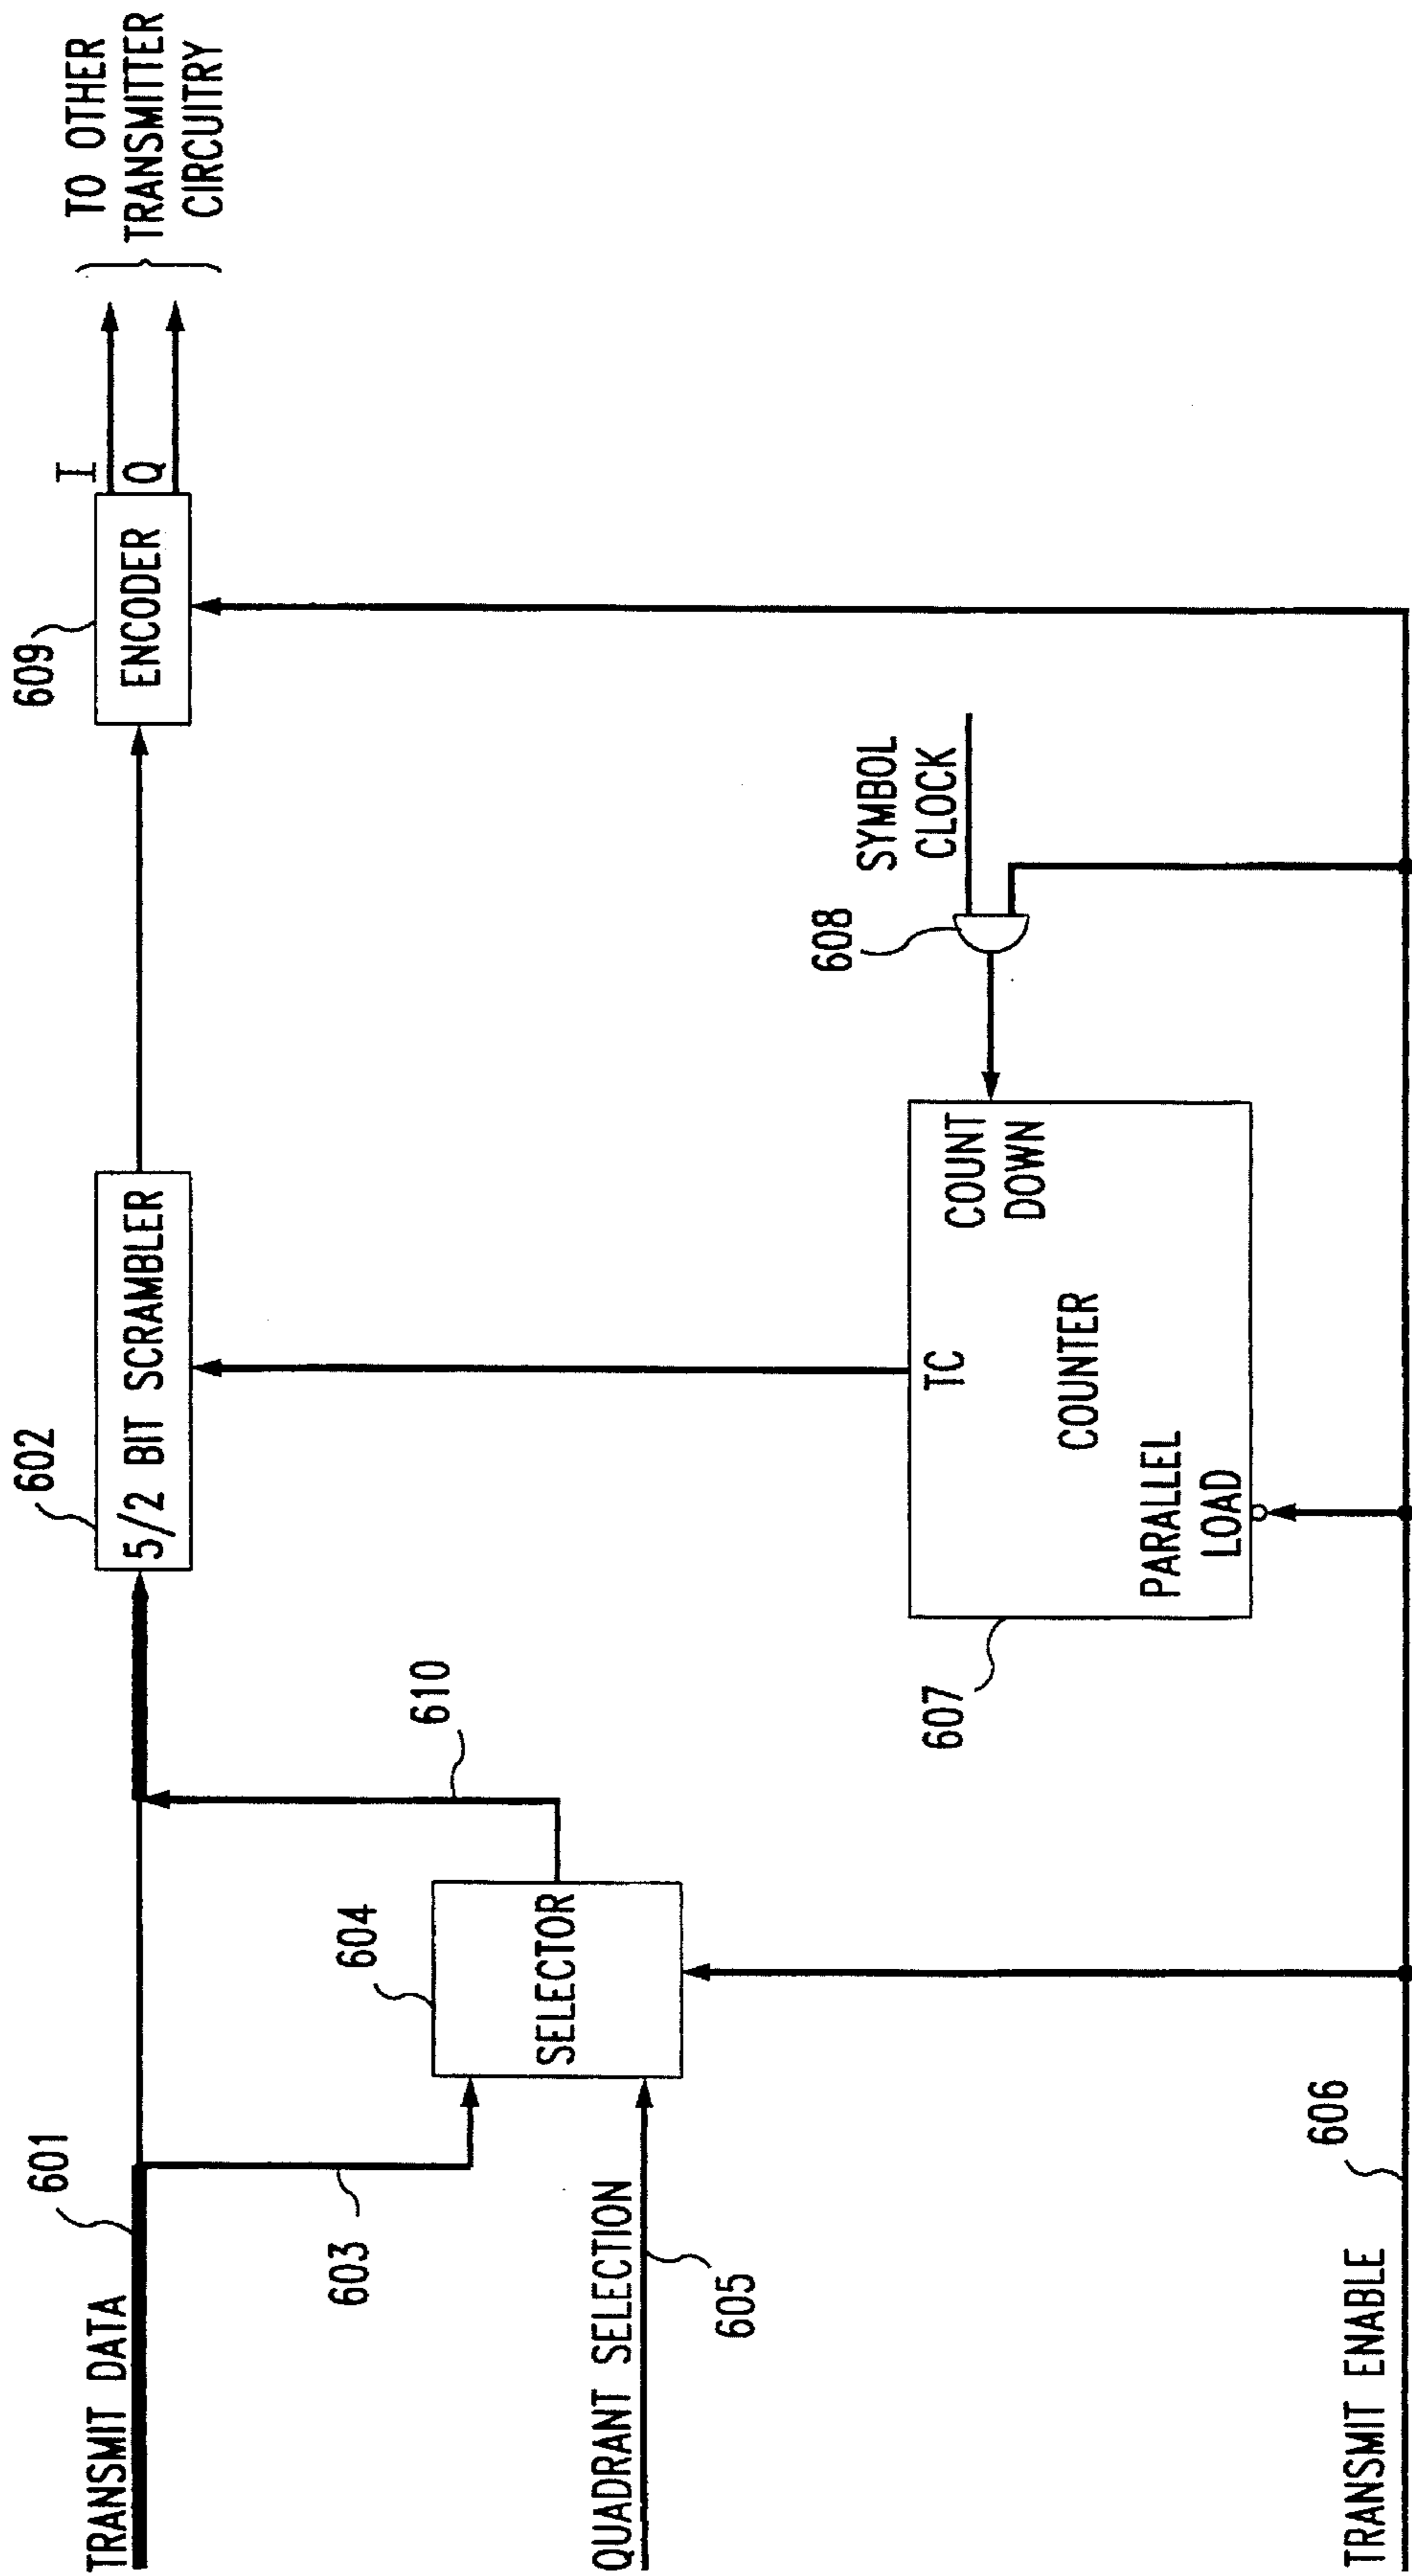 TRANSMIT DATA
601
602
5/2 BIT SCRAMBLER
609
ENCODER
I
Q
TO OTHER
TRANSMITTER
CIRCUITRY
603
604
SELECTOR
610
QUADRANT SELECTION
605
607
TC
COUNT
DOWN
COUNTER
PARALLEL
LOAD
608
SYMBOL
CLOCK
TRANSMIT ENABLE
606